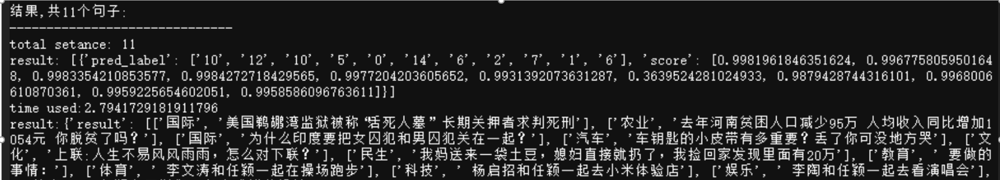 结果,共11个句子:
------------------------------
total setance: 11
result: [{'pred_label': ['10', '12', '10', '5', '0', '14', '6', '2', '7', '1', '6'], 'score': [0.9981961846351624, 0.996775805950164
8, 0.9983354210853577, 0.9984272718429565, 0.9977204203605652, 0.9931392073631287, 0.3639524281024933, 0.9879428744316101, 0.9968006
610870361, 0.9959225654602051, 0.9958586096763611]}]
time used:2.7941729181911796
result:{'result': [['国际', '美国鹈鹕湾监狱被称“活死人墓”长期关押者求判死刑'], ['农业', '去年河南贫困人口减少95万 人均收入同比增加1
054元 你脱贫了吗？'], ['国际', '为什么印度要把女囚犯和男囚犯关在一起？'], ['汽车', '车钥匙的小皮带有多重要？丢了你可没地方哭'], ['文
化', '上联:人生不易风风雨雨，怎么对下联？'], ['民生', '我妈送来一袋土豆，媳妇直接就扔了，我捡回家发现里面有20万'], ['教育', ' 要做的
事情：'], ['体育', ' 李文涛和任颖一起在操场跑步'], ['科技', ' 杨启招和任颖一起去小米体验店'], ['娱乐', ' 李陶和任颖一起去看演唱会'],